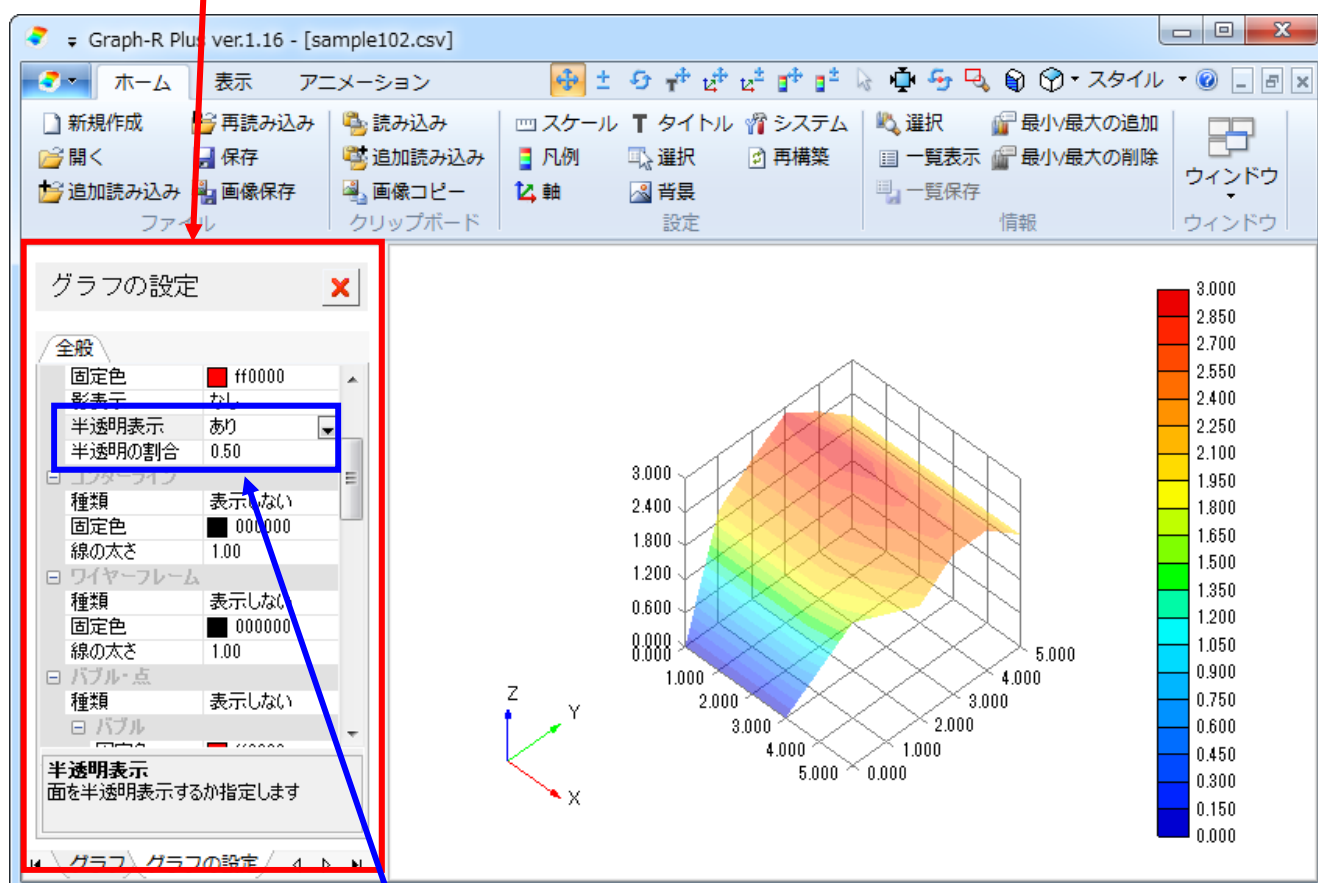 Graph-R Plus ver.1.16 - [sample102.csv]
ホーム 表示 アニメーション スタイル
新規作成 再読み込み 読み込み スケール タイトル システム 選択 最小/最大の追加
開く 保存 追加読み込み 凡例 選択 再構築 一覧表示 最小/最大の削除
追加読み込み 画像保存 画像コピー 軸 背景 一覧保存 ウィンドウ
ファイル クリップボード 設定 情報 ウィンドウ
グラフの設定
全般
固定色 ff0000
影表示 なし
半透明表示 あり
半透明の割合 0.50
コンターライン
種類 表示しない
固定色 000000
線の太さ 1.00
ワイヤーフレーム
種類 表示しない
固定色 000000
線の太さ 1.00
バブル・点
種類 表示しない
バブル
固定色 ff0000
半透明表示
面を半透明表示するか指定します
グラフ グラフの設定
3.000
2.400
1.800
1.200
0.600
0.000
0.000
1.000
2.000
3.000
4.000
5.000
0.000
1.000
2.000
3.000
4.000
5.000
Z
Y
X
3.000
2.850
2.700
2.550
2.400
2.250
2.100
1.950
1.800
1.650
1.500
1.350
1.200
1.050
0.900
0.750
0.600
0.450
0.300
0.150
0.000